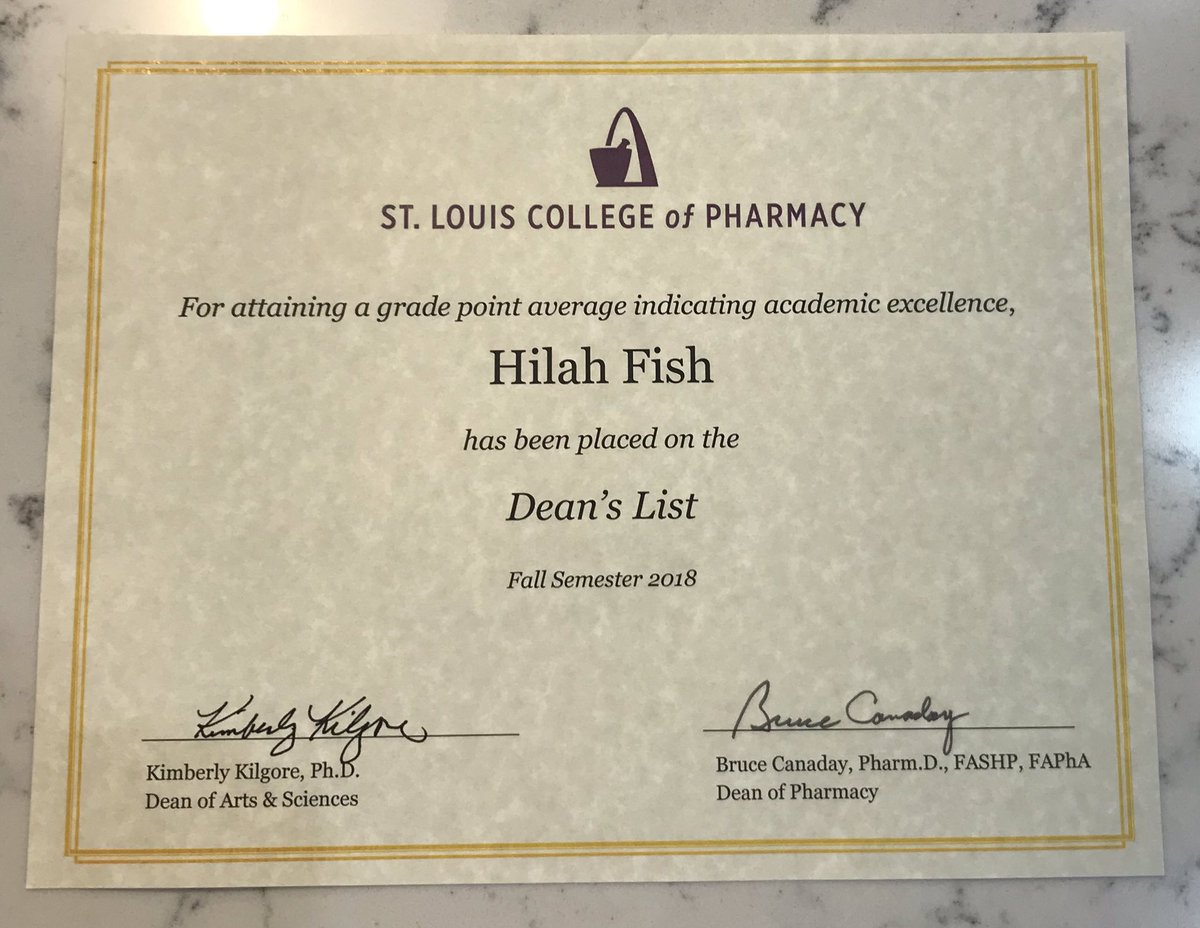 ST. LOUIS COLLEGE of PHARMACY
For attaining a grade point average indicating academic excellence,
Hilah Fish
has been placed on the
Dean's List
Fall Semester 2018
Kimberly Kilgore
Kimberly Kilgore, Ph.D.
Dean of Arts & Sciences
Bruce Canaday
Bruce Canaday, Pharm.D., FASHP, FAPhA
Dean of Pharmacy